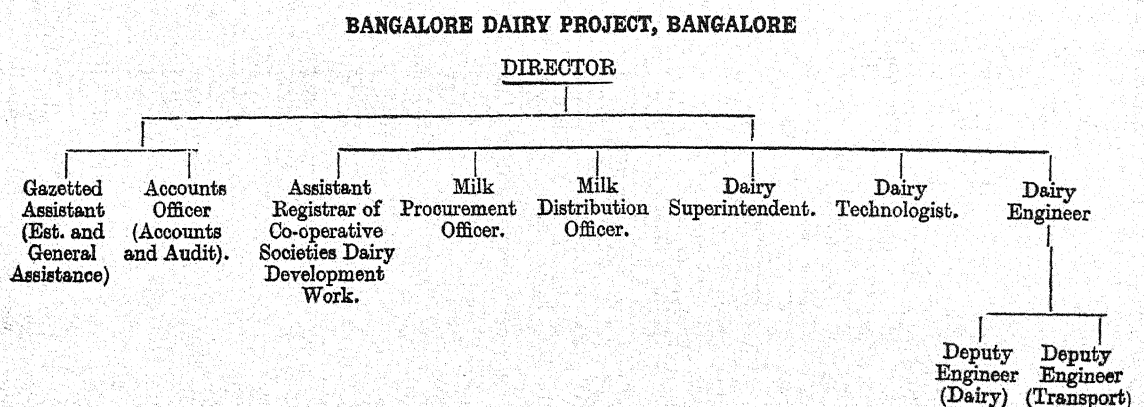 BANGALORE DAIRY PROJECT, BANGALORE
DIRECTOR
Gazetted
Assistant
(Est. and
General
Assistance)
Accounts
Officer
(Accounts
and Audit).
Assistant
Registrar of
Co-operative
Societies Dairy
Development
Work.
Milk
Procurement
Officer.
Milk
Distribution
Officer.
Dairy
Superintendent.
Dairy
Technologist.
Dairy
Engineer
Deputy
Engineer
(Dairy)
Deputy
Engineer
(Transport)